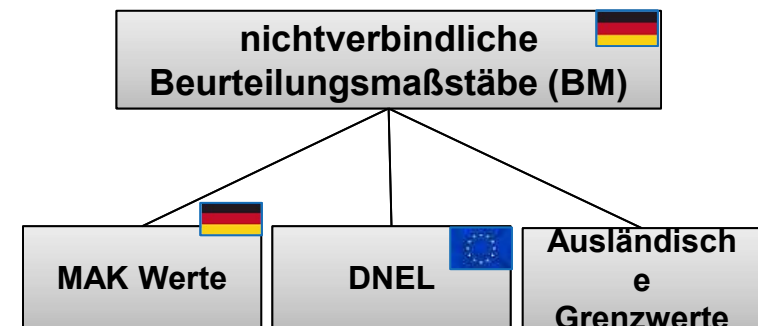 nichtverbindliche
Beurteilungsmaßstäbe (BM)
MAK Werte
DNEL
Ausländisch
e
Grenzwerte